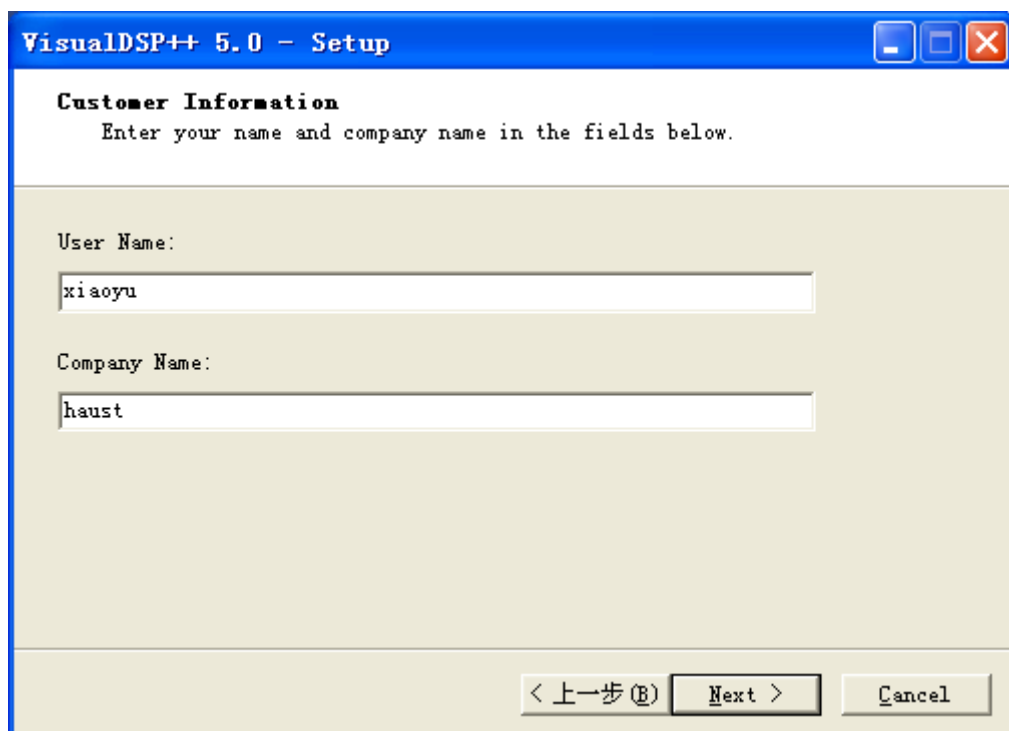 VisualDSP++ 5.0 - Setup
Customer Information
Enter your name and company name in the fields below.
User Name:
xiaoyu
Company Name:
haust
< 上一步(B) Next > Cancel